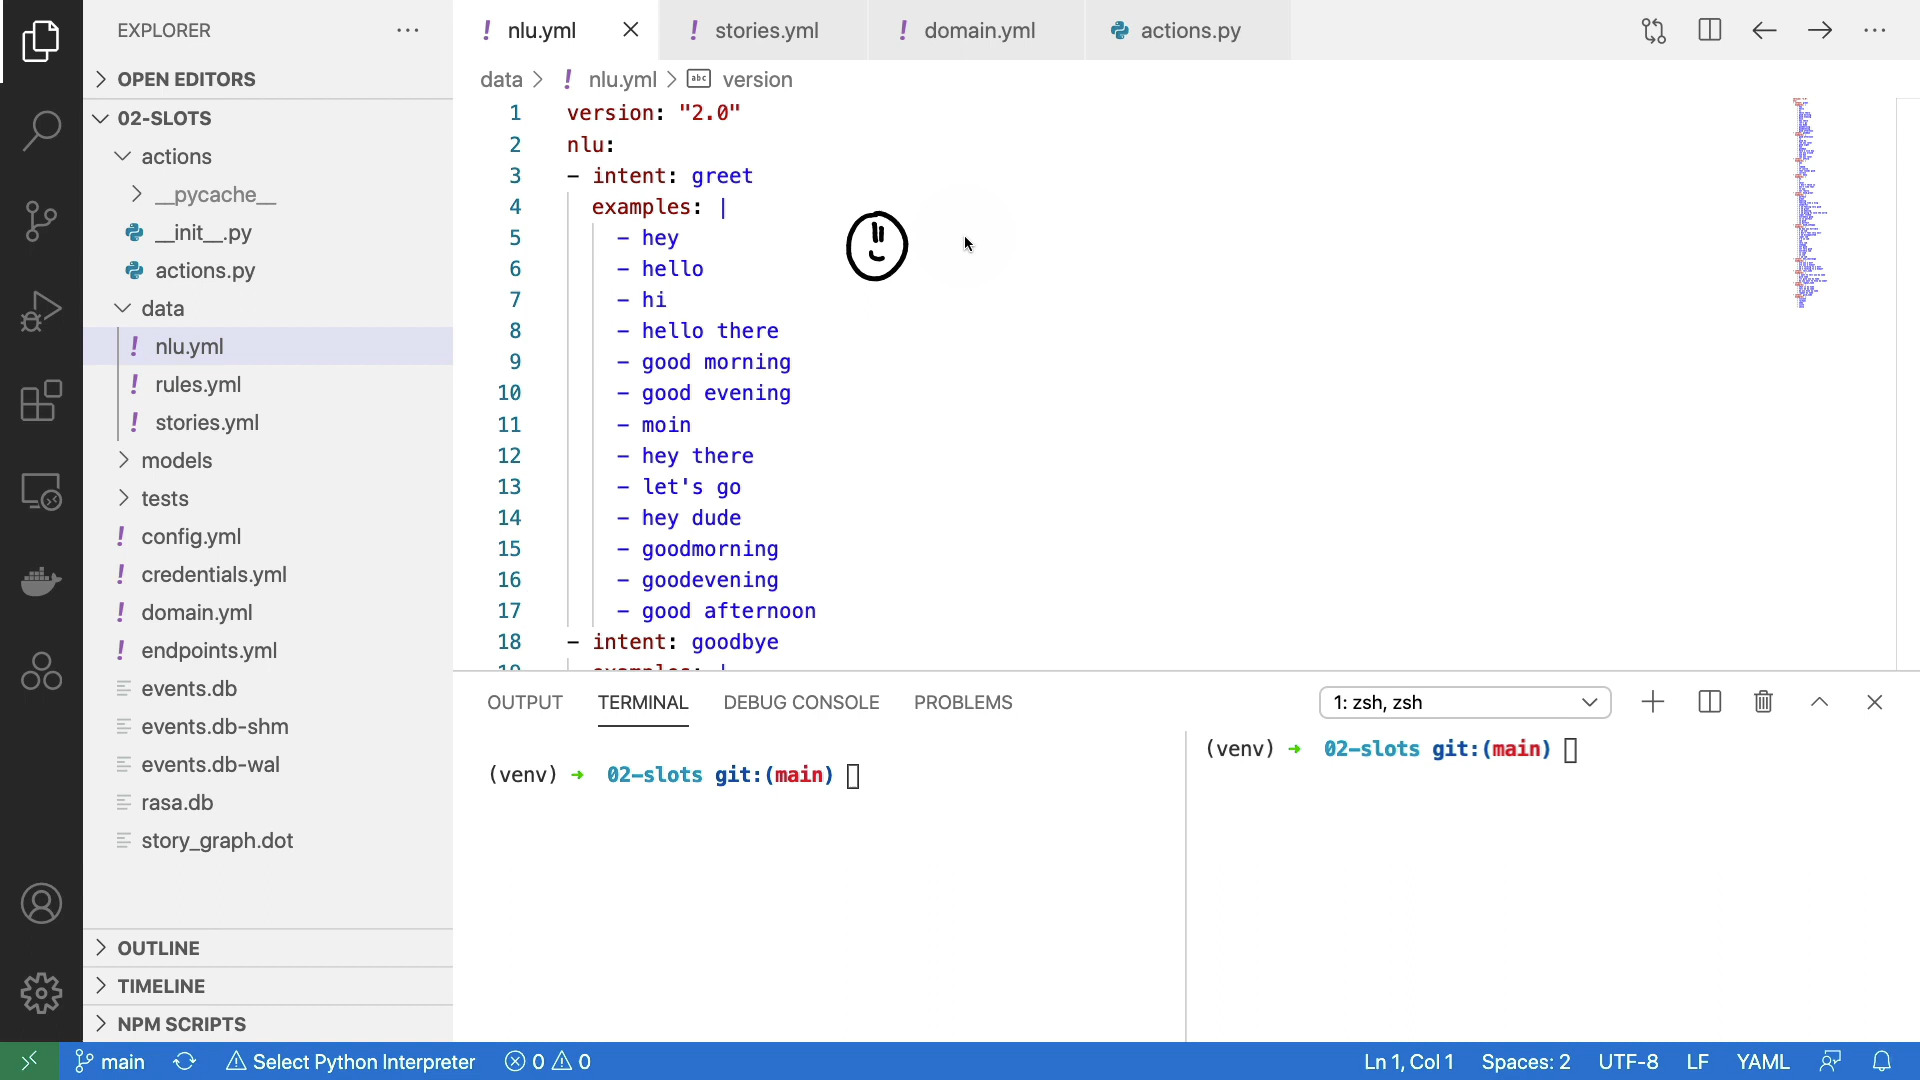 EXPLORER
OPEN EDITORS
02-SLOTS
actions
__pycache__
__init__.py
actions.py
data
nlu.yml
rules.yml
stories.yml
models
tests
config.yml
credentials.yml
domain.yml
endpoints.yml
events.db
events.db-shm
events.db-wal
rasa.db
story_graph.dot
OUTLINE
TIMELINE
NPM SCRIPTS
nlu.yml stories.yml domain.yml actions.py
data > nlu.yml > abc version
1 version: "2.0"
2 nlu:
3 - intent: greet
4 examples: |
5 - hey
6 - hello
7 - hi
8 - hello there
9 - good morning
10 - good evening
11 - moin
12 - hey there
13 - let's go
14 - hey dude
15 - goodmorning
16 - goodevening
17 - good afternoon
18 - intent: goodbye
19 examples: |
OUTPUT TERMINAL DEBUG CONSOLE PROBLEMS 1: zsh, zsh
(venv) ➜ 02-slots git:(main)
(venv) ➜ 02-slots git:(main)
main Select Python Interpreter 0 0 Ln 1, Col 1 Spaces: 2 UTF-8 LF YAML